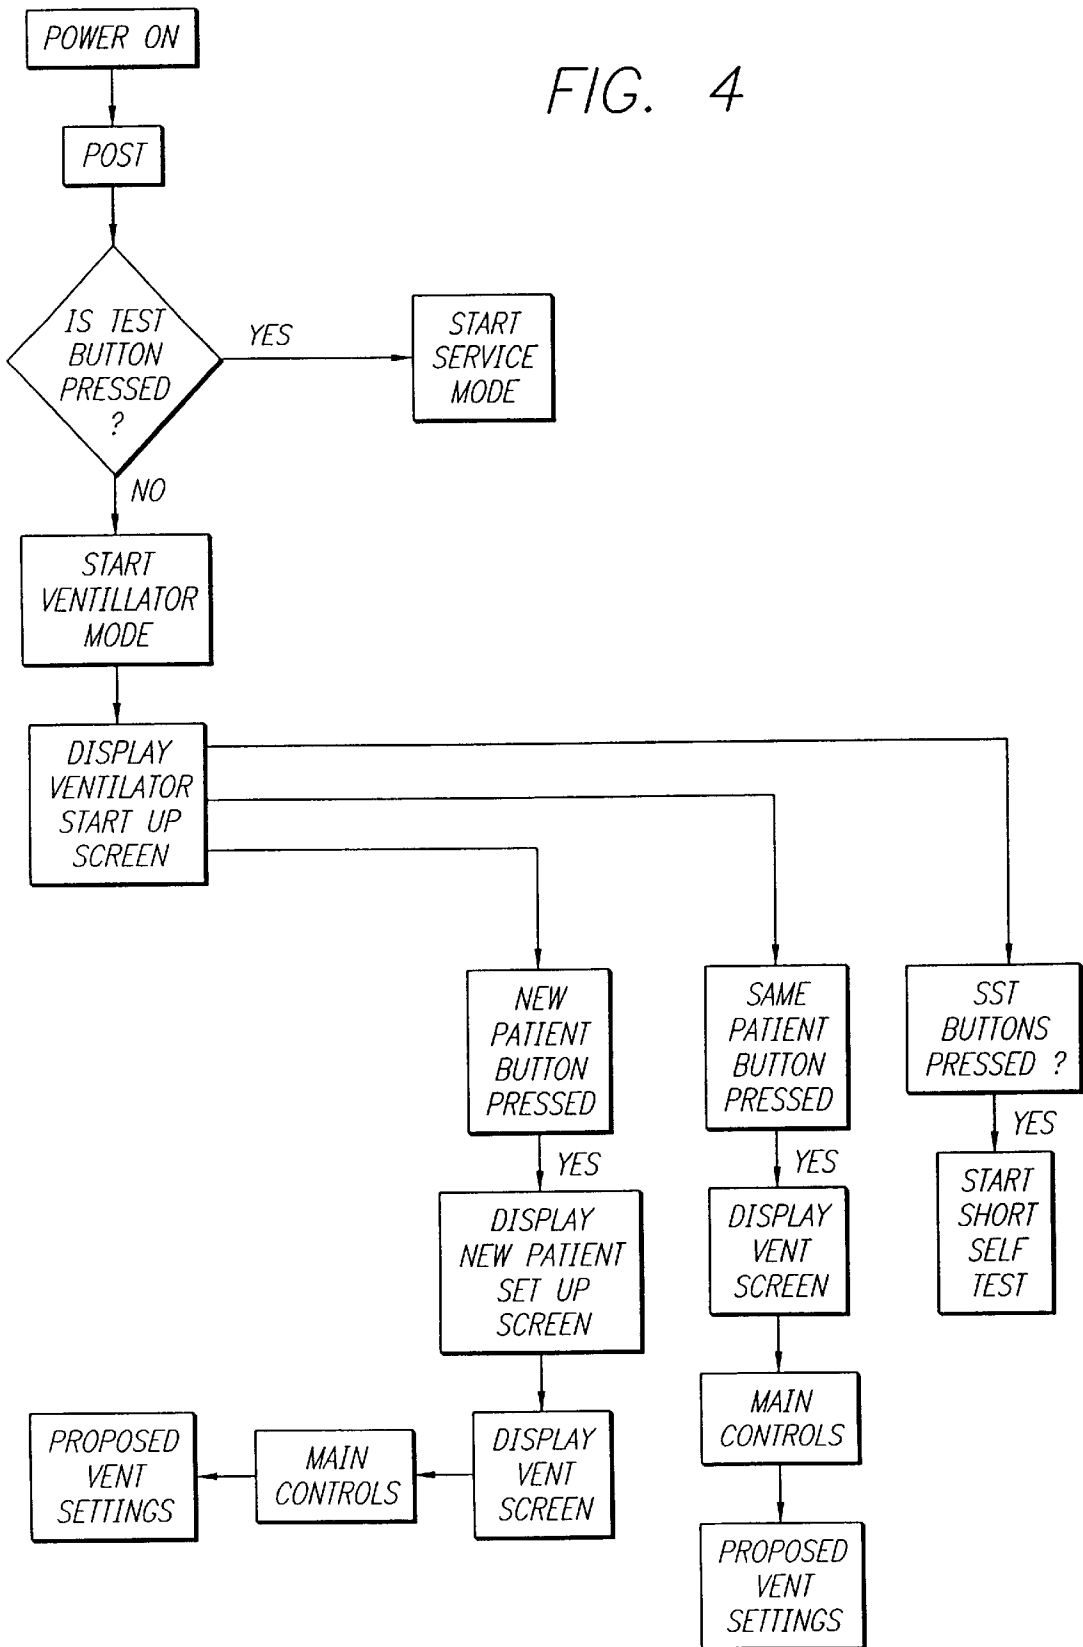 POWER ON
FIG. 4
POST
IS TEST
BUTTON
PRESSED
?
YES
START
SERVICE
MODE
NO
START
VENTILLATOR
MODE
DISPLAY
VENTILATOR
START UP
SCREEN
NEW
PATIENT
BUTTON
PRESSED
SAME
PATIENT
BUTTON
PRESSED
SST
BUTTONS
PRESSED ?
YES
YES
YES
DISPLAY
NEW PATIENT
SET UP
SCREEN
DISPLAY
VENT
SCREEN
START
SHORT
SELF
TEST
MAIN
CONTROLS
PROPOSED
VENT
SETTINGS
MAIN
CONTROLS
DISPLAY
VENT
SCREEN
PROPOSED
VENT
SETTINGS